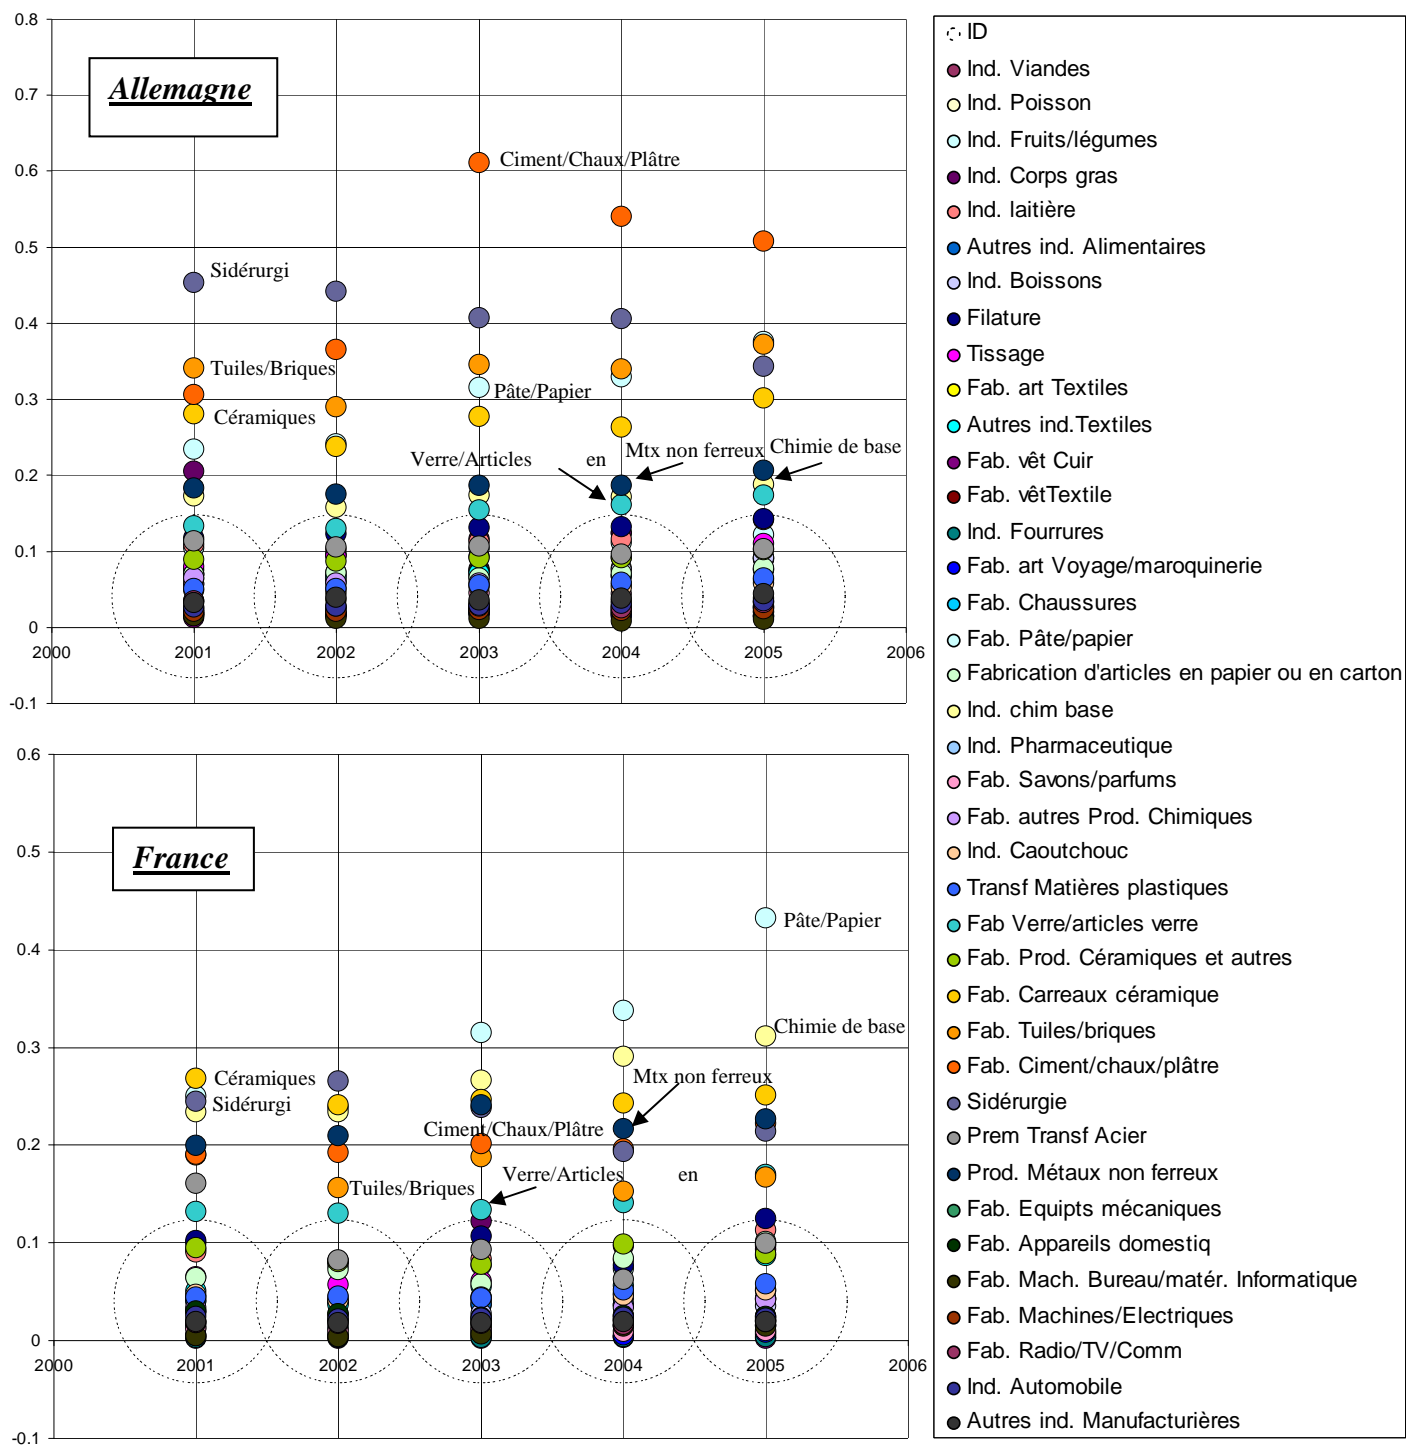 0.8
Allemagne
0.7
0.6
Ciment/Chaux/Plâtre
0.5
Sidérurgi
0.4
Tuiles/Briques
Pâte/Papier
0.3
Céramiques
Verre/Articles en
Mtx non ferreux
Chimie de base
0.2
0.1
0
2000 2001 2002 2003 2004 2005 2006
-0.1
0.6
France
0.5
Pâte/Papier
0.4
Chimie de base
0.3
Céramiques
Mtx non ferreux
Sidérurgi
Ciment/Chaux/Plâtre
0.2
Verre/Articles en
Tuiles/Briques
0.1
0
2000 2001 2002 2003 2004 2005 2006
-0.1
ID
Ind. Viandes
Ind. Poisson
Ind. Fruits/légumes
Ind. Corps gras
Ind. laitière
Autres ind. Alimentaires
Ind. Boissons
Filature
Tissage
Fab. art Textiles
Autres ind.Textiles
Fab. vêt Cuir
Fab. vêtTextile
Ind. Fourrures
Fab. art Voyage/maroquinerie
Fab. Chaussures
Fab. Pâte/papier
Fabrication d'articles en papier ou en carton
Ind. chim base
Ind. Pharmaceutique
Fab. Savons/parfums
Fab. autres Prod. Chimiques
Ind. Caoutchouc
Transf Matières plastiques
Fab Verre/articles verre
Fab. Prod. Céramiques et autres
Fab. Carreaux céramique
Fab. Tuiles/briques
Fab. Ciment/chaux/plâtre
Sidérurgie
Prem Transf Acier
Prod. Métaux non ferreux
Fab. Equipts mécaniques
Fab. Appareils domestiq
Fab. Mach. Bureau/matér. Informatique
Fab. Machines/Electriques
Fab. Radio/TV/Comm
Ind. Automobile
Autres ind. Manufacturières